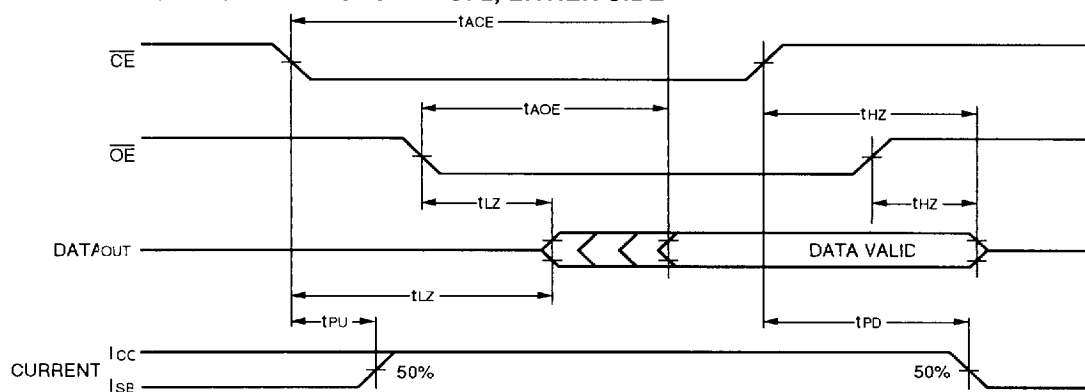 tACE
CE
tAOE
tHZ
OE
tLZ
tHZ
DATAOUT
DATA VALID
tLZ
tPU
tPD
ICC
CURRENT
50%
50%
ISB